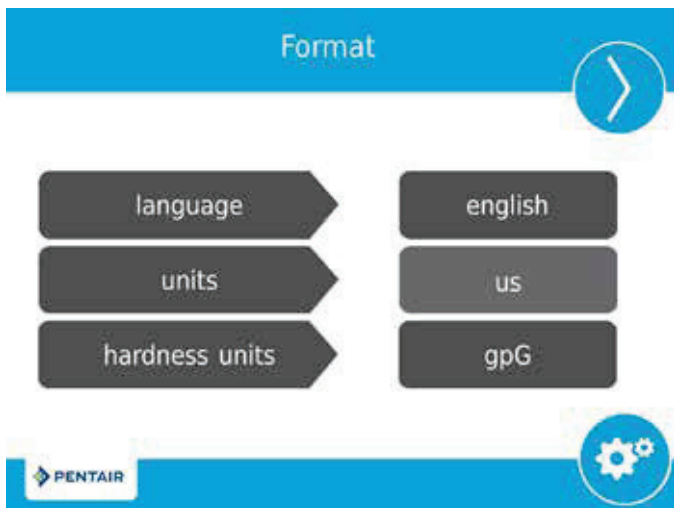 Format
language
english
units
us
hardness units
gpG
PENTAIR